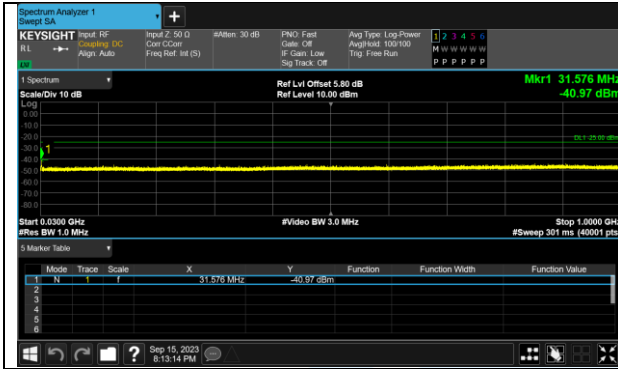 Spectrum Analyzer 1
Swept SA
+
KEYSIGHT Input: RF Input Z: 50 Ω #Atten: 30 dB PNO: Fast Avg Type: Log-Power 1 2 3 4 5 6
RL Coupling: DC Corr CCorr Gate: Off Avg|Hold: 100/100 M W W W W W
Align: Auto Freq Ref: Int (S) IF Gain: Low Trig: Free Run
Sig Track: Off P P P P P P
LW
1 Spectrum Ref Lvl Offset 5.80 dB Mkr1 31.576 MHz
Scale/Div 10 dB Ref Level 10.00 dBm -40.97 dBm
Log
0.00
-10.0
-20.0
DL1 -25.00 dBm
-30.0
1
-40.0
-50.0
-60.0
-70.0
-80.0
Start 0.0300 GHz #Video BW 3.0 MHz Stop 1.0000 GHz
#Res BW 1.0 MHz #Sweep 301 ms (40001 pts)
5 Marker Table
Mode Trace Scale X Y Function Function Width Function Value
1 N 1 f 31.576 MHz -40.97 dBm
2
3
4
5
6
? Sep 15, 2023
8:13:14 PM